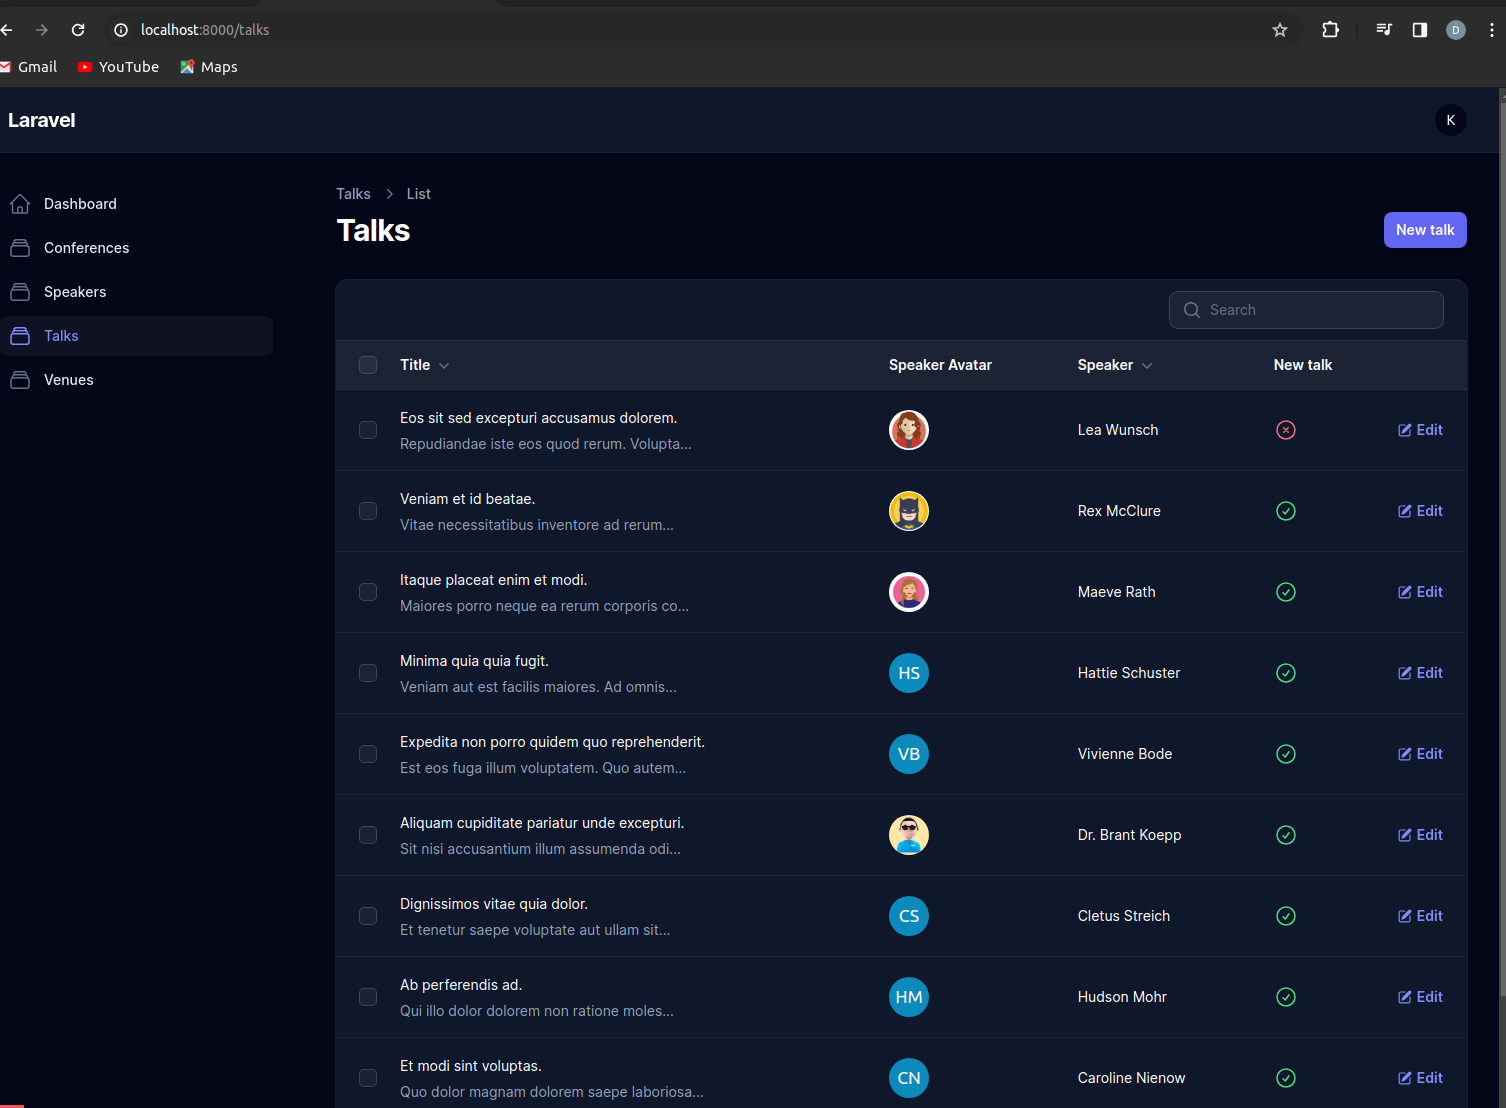 localhost:8000/talks
D
Gmail
YouTube
Maps
Laravel
K
Dashboard
Conferences
Speakers
Talks
Venues
Talks > List
Talks
New talk
Search
Title
Speaker Avatar
Speaker
New talk
Eos sit sed excepturi accusamus dolorem.
Repudiandae iste eos quod rerum. Volupta...
Lea Wunsch
Edit
Veniam et id beatae.
Vitae necessitatibus inventore ad rerum...
Rex McClure
Edit
Itaque placeat enim et modi.
Maiores porro neque ea rerum corporis co...
Maeve Rath
Edit
Minima quia quia fugit.
Veniam aut est facilis maiores. Ad omnis...
HS
Hattie Schuster
Edit
Expedita non porro quidem quo reprehenderit.
Est eos fuga illum voluptatem. Quo autem...
VB
Vivienne Bode
Edit
Aliquam cupiditate pariatur unde excepturi.
Sit nisi accusantium illum assumenda odi...
Dr. Brant Koepp
Edit
Dignissimos vitae quia dolor.
Et tenetur saepe voluptate aut ullam sit...
CS
Cletus Streich
Edit
Ab perferendis ad.
Qui illo dolor dolorem non ratione moles...
HM
Hudson Mohr
Edit
Et modi sint voluptas.
Quo dolor magnam dolorem saepe laboriosa...
CN
Caroline Nienow
Edit